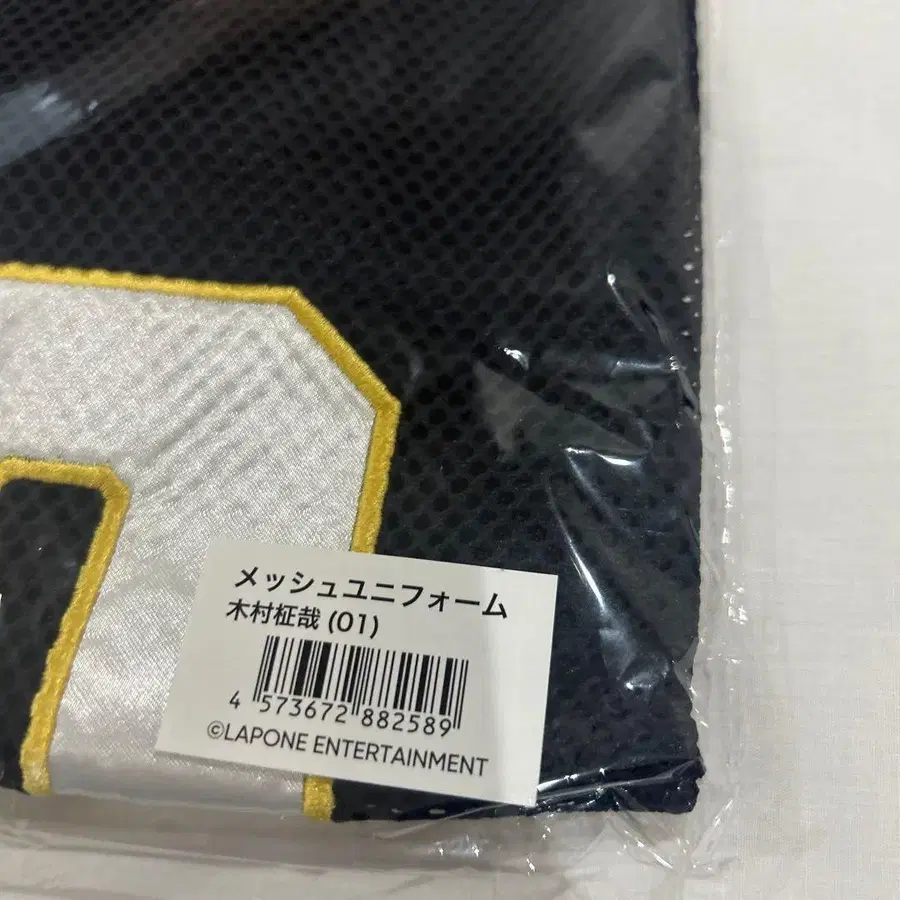 メッシュユニフォーム
木村柾哉 (01)
4 573672 882589
©LAPONE ENTERTAINMENT